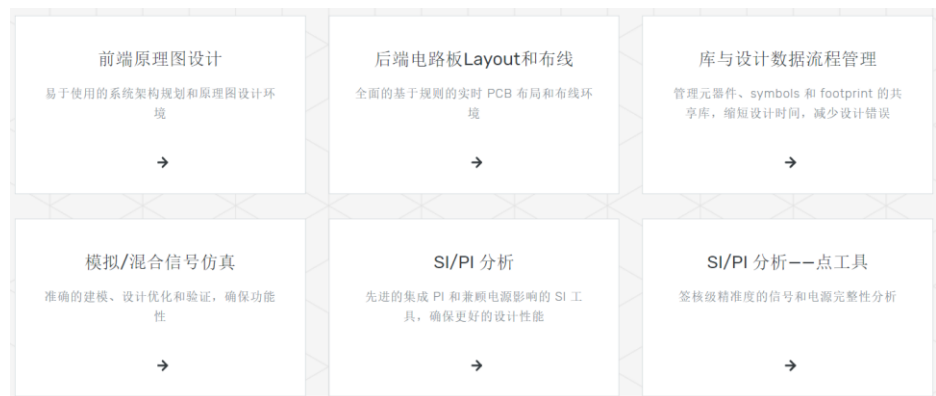 前端原理图设计
易于使用的系统架构规划和原理图设计环
境
后端电路板Layout和布线
全面的基于规则的实时 PCB 布局和布线环
境
库与设计数据流程管理
管理元器件、symbols 和 footprint 的共
享库，缩短设计时间，减少设计错误
模拟/混合信号仿真
准确的建模、设计优化和验证，确保功能
性
SI/PI 分析
先进的集成 PI 和兼顾电源影响的 SI 工
具，确保更好的设计性能
SI/PI 分析——点工具
签核级精准度的信号和电源完整性分析